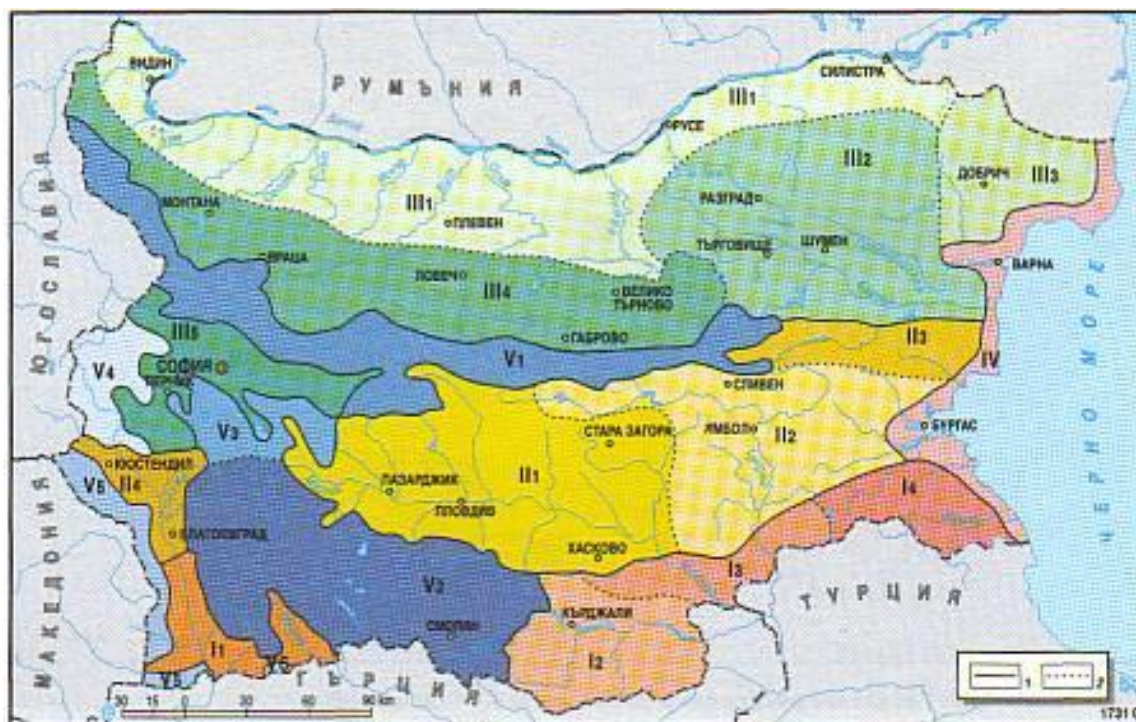 ВИДИН
РУМЪНИЯ
СИЛИСТРА
III1
РУСЕ
III2
ДОБРИЧ
III3
РАЗГРАД
МОНТАНА
III1
ПЛЕВЕН
ТЪРГОВИЩЕ
ШУМЕН
ВАРНА
ВРАЦА
ЛОВЕЧ
III4
ВЕЛИКО
ТЪРНОВО
ЮГОСЛАВИЯ
ЧЕРНО МОРЕ
ГАБРОВО
II3
III5
СОФИЯ
V1
IV
V4
СЛИВЕН
V3
СТАРА ЗАГОРА
ЯМБОЛ
II2
БУРГАС
КЮСТЕНДИЛ
II4
ПАЗАРДЖИК
II1
ПЛОВДИВ
I4
БЛАГОЕВГРАД
ХАСКОВО
I3
МАКЕДОНИЯ
V2
ТУРЦИЯ
СМОЛЯН
КЪРДЖАЛИ
I1
I2
ГЪРЦИЯ
1
2
30 0 30 60 90 km